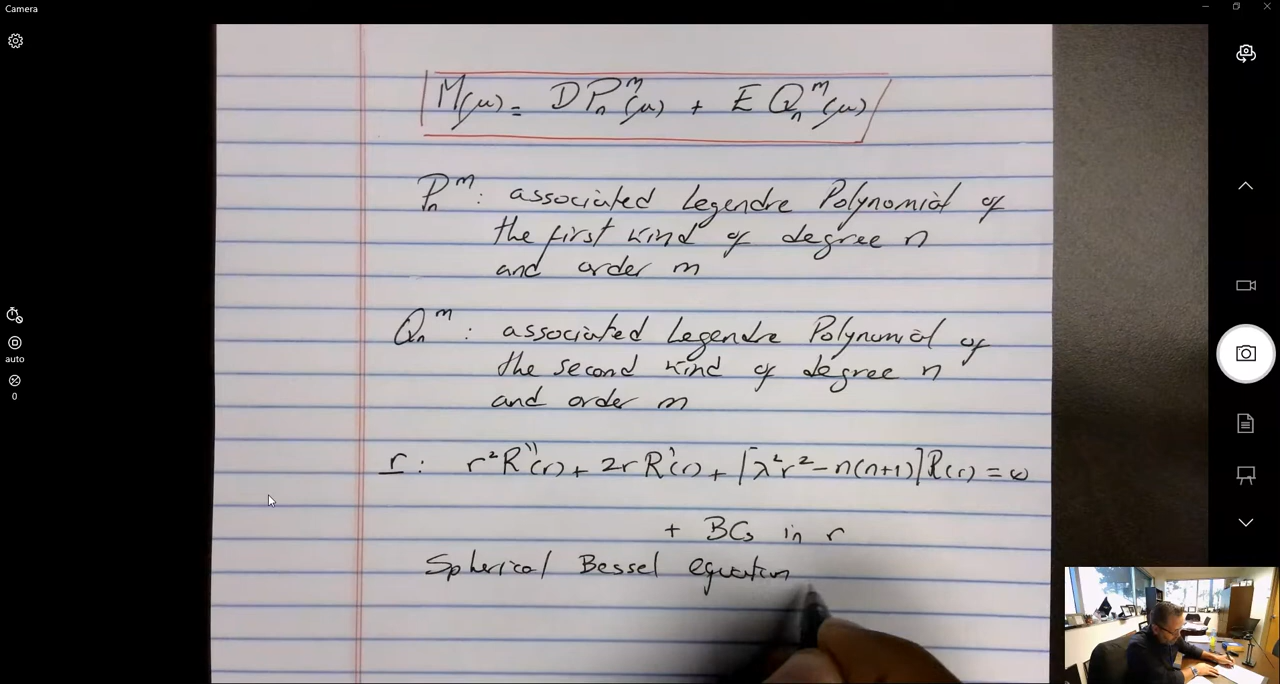 Camera
M(μ) = D Pₙᵐ(μ) + E Qₙᵐ(μ)
Pₙᵐ : associated Legendre Polynomial of
the first kind of degree n
and order m
Qₙᵐ : associated Legendre Polynomial of
the second kind of degree n
auto
and order m
0
r : r²R''(r) + 2r R'(r) + [λ²r² - n(n+1)]R(r) = 0
+ BCs in r
Spherical Bessel equation